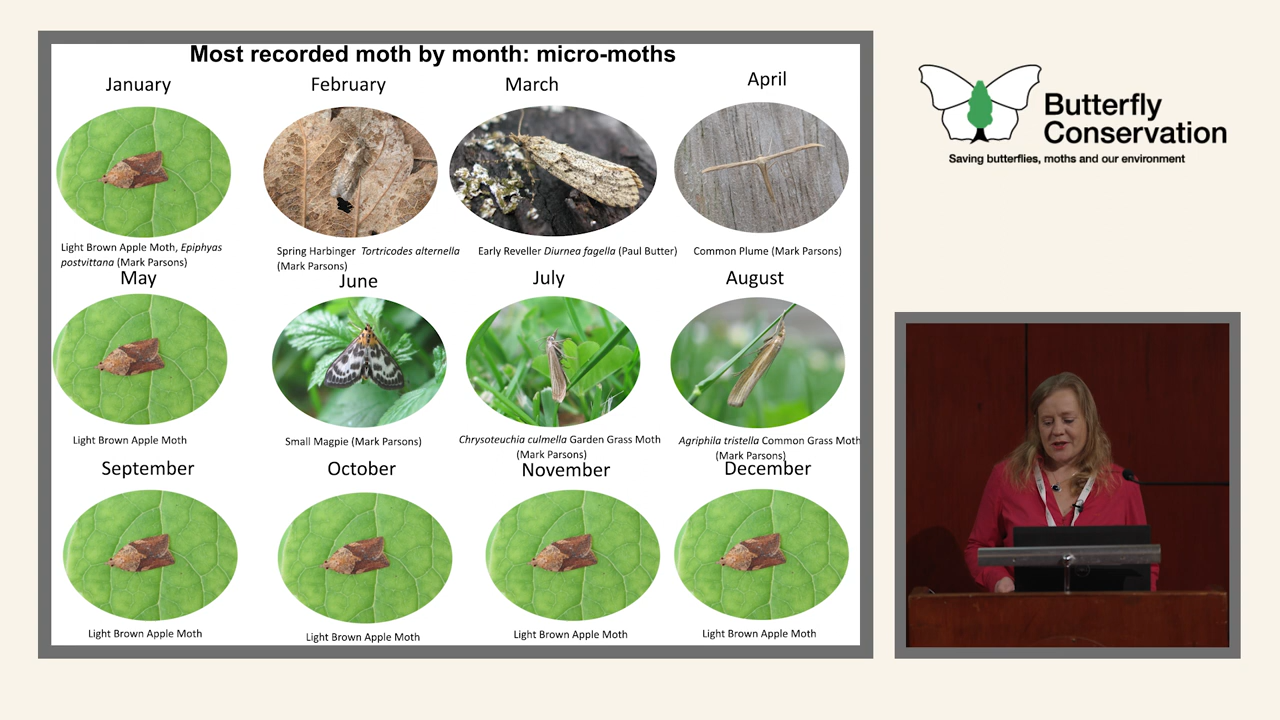 Most recorded moth by month: micro-moths
January
February
March
April
Light Brown Apple Moth, Epiphyas
postvittana (Mark Parsons)
Spring Harbinger Tortricodes alternella
(Mark Parsons)
Early Reveller Diurnea fagella (Paul Butter)
Common Plume (Mark Parsons)
May
June
July
August
Light Brown Apple Moth
Small Magpie (Mark Parsons)
Chrysoteuchia culmella Garden Grass Moth
(Mark Parsons)
Agriphila tristella Common Grass Moth
(Mark Parsons)
September
October
November
December
Light Brown Apple Moth
Light Brown Apple Moth
Light Brown Apple Moth
Light Brown Apple Moth
Butterfly
Conservation
Saving butterflies, moths and our environment